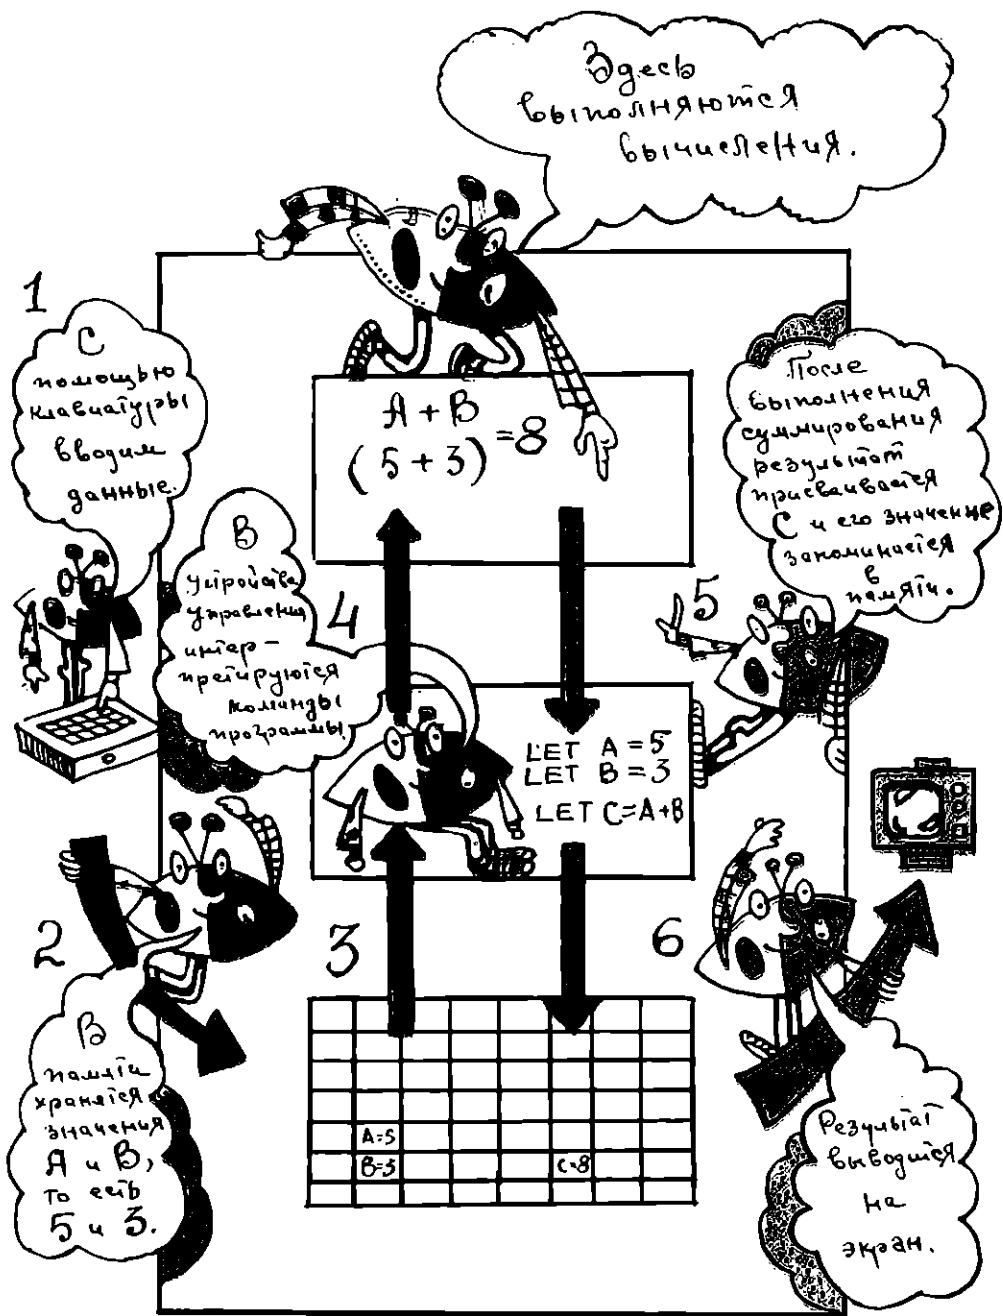 Здесь
выполняются
вычисления.
1
С
помощью
клавиатуры
вводим
данные.
A + B
(5 + 3) = 8
После
выполнения
суммирования
результат
присваивается
С и его значение
запоминается
в
памяти.
В
устройстве
управления
интер-
претируются
команды
программы.
4
5
LET A = 5
LET B = 3
LET C=A+B
2
В
памяти
хранятся
значения
А и В,
то есть
5 и 3.
3
A=5
B=3
C=8
6
Результат
выводится
на
экран.